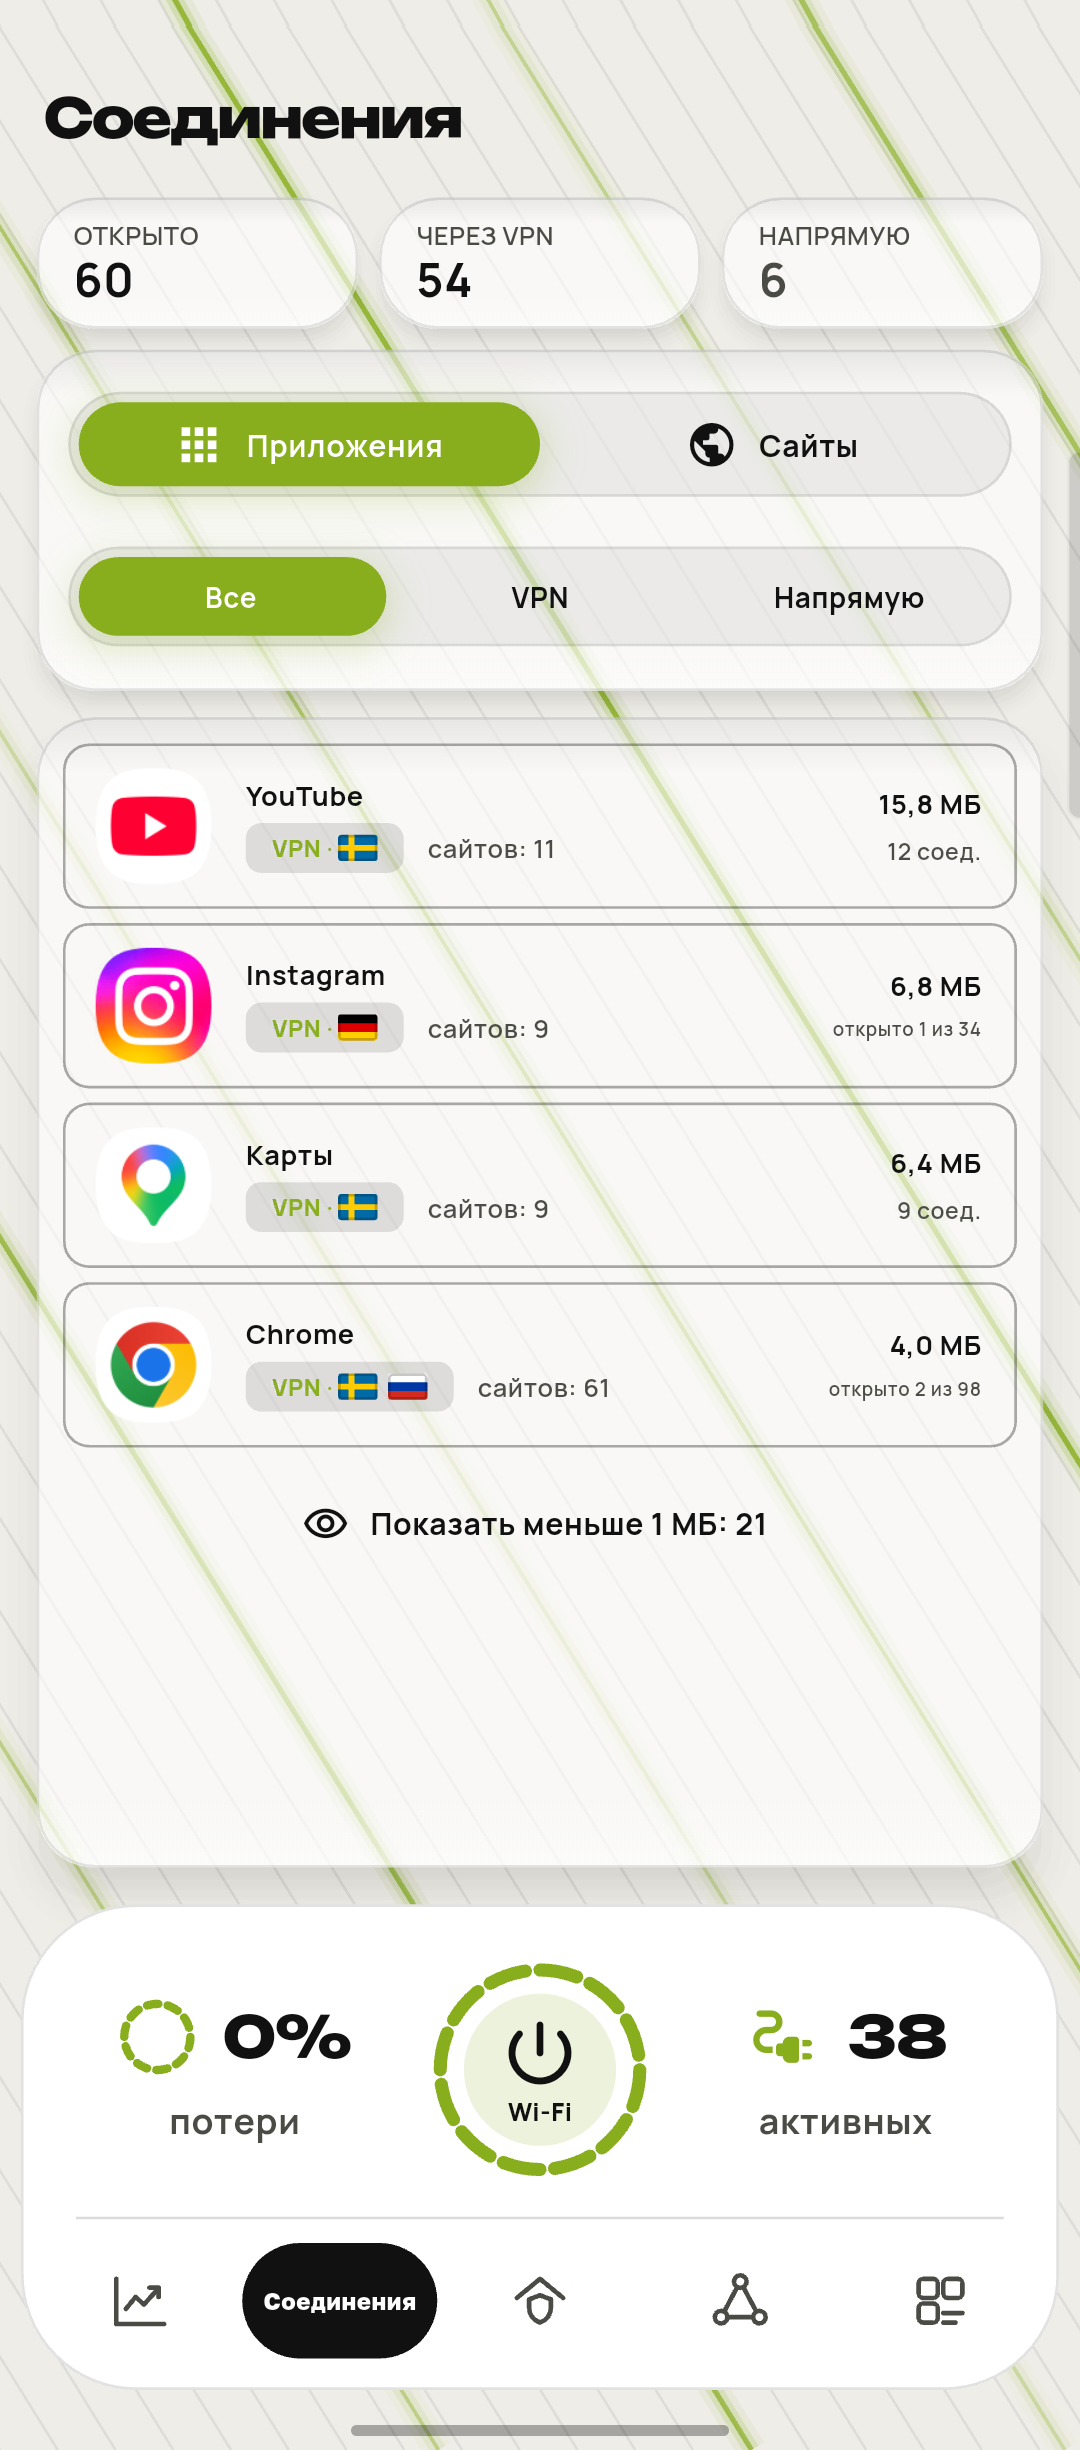 Соединения
ОТКРЫТО
60
ЧЕРЕЗ VPN
54
НАПРЯМУЮ
6
Приложения
Сайты
Все
VPN
Напрямую
YouTube
VPN ·
сайтов: 11
15,8 МБ
12 соед.
Instagram
VPN ·
сайтов: 9
6,8 МБ
открыто 1 из 34
Карты
VPN ·
сайтов: 9
6,4 МБ
9 соед.
Chrome
VPN ·
сайтов: 61
4,0 МБ
открыто 2 из 98
Показать меньше 1 МБ: 21
0%
потери
Wi-Fi
38
активных
Соединения